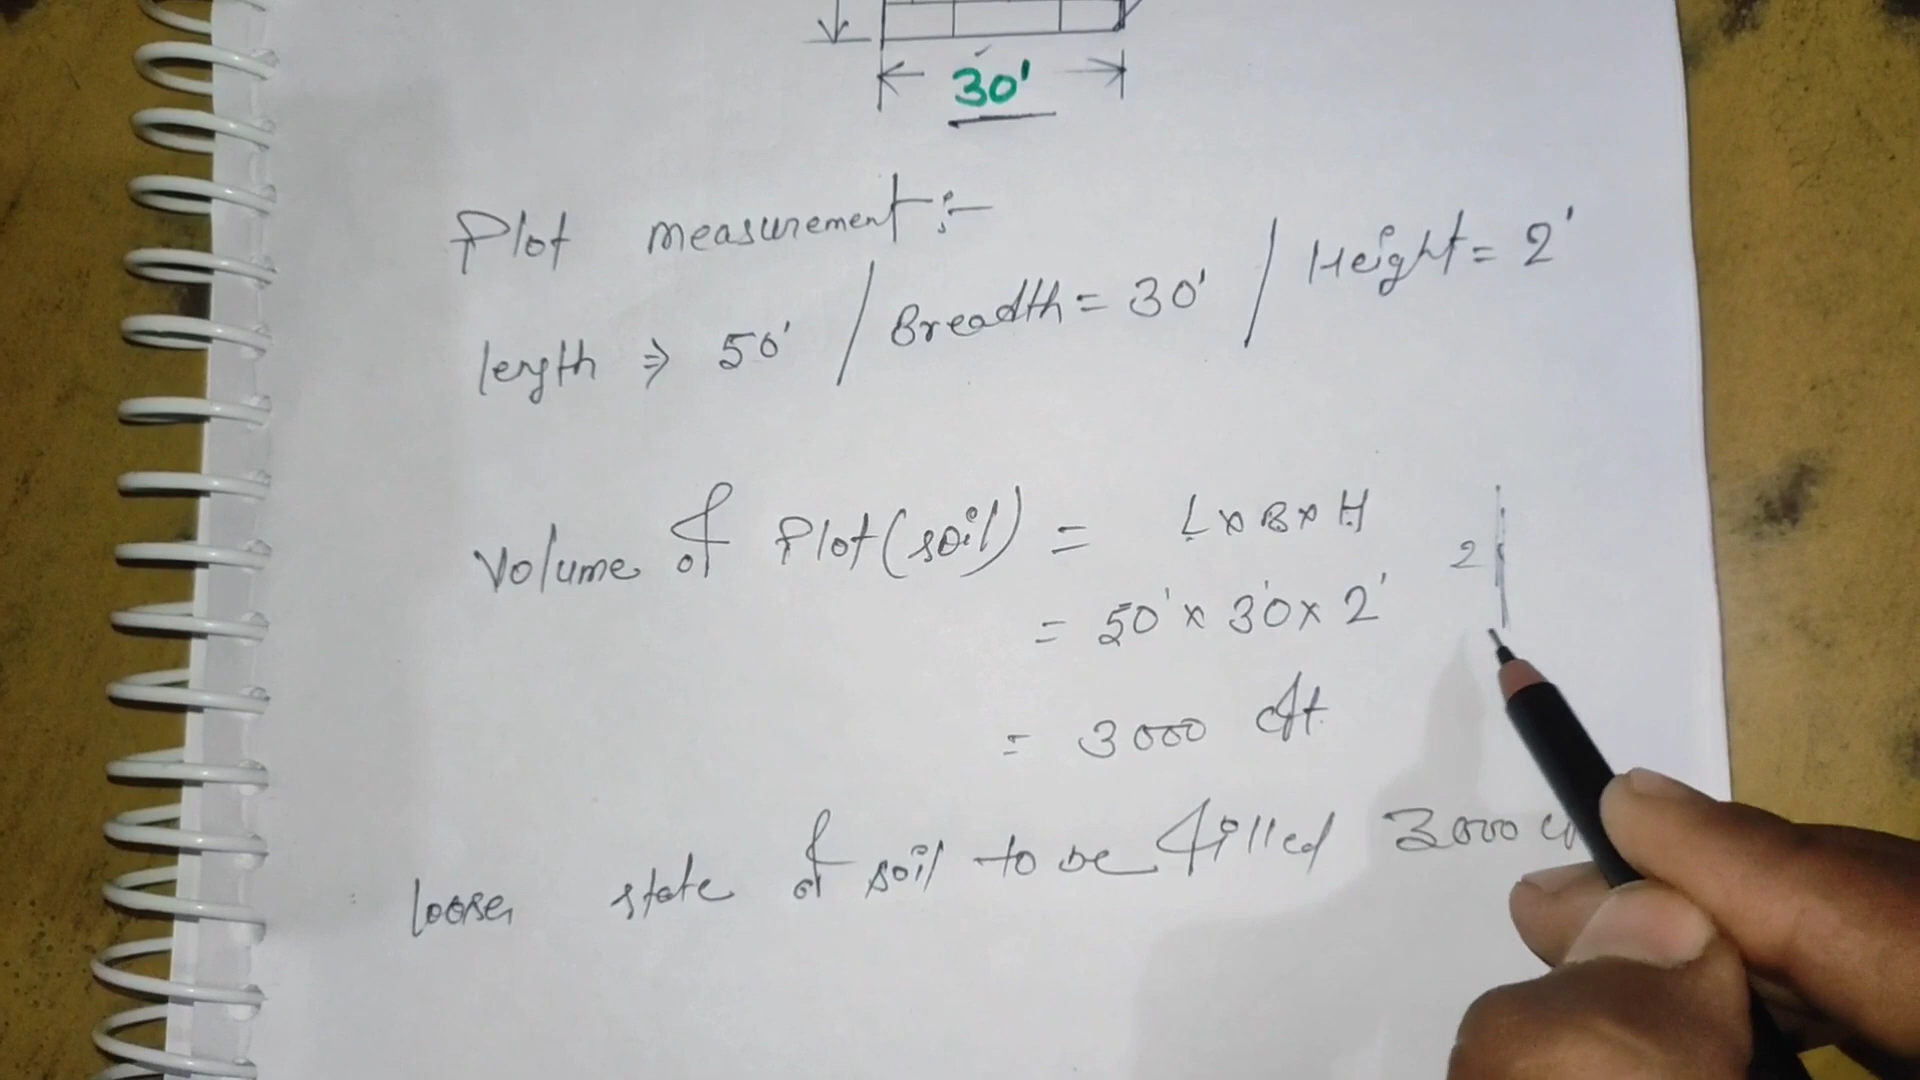 30'
Plot measurement :-
length ⇒ 50' / Breadth = 30' / Height = 2'
Volume of Plot (soil) = L x B x H
= 50' x 30' x 2'
2
= 3000 cft
loose state of soil to be filled 3000